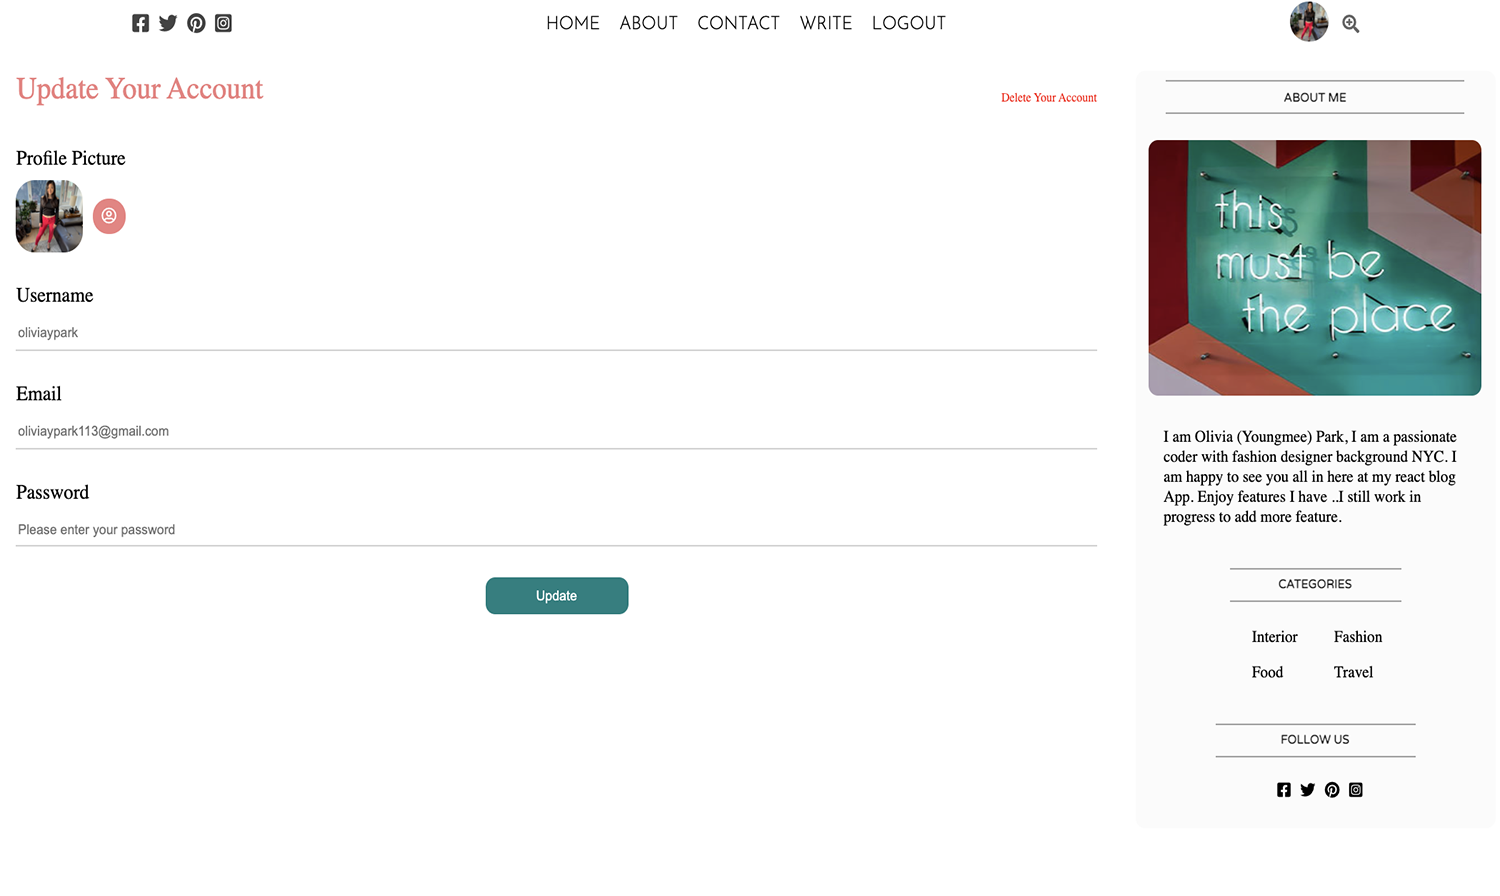 HOME ABOUT CONTACT WRITE LOGOUT
Update Your Account
Delete Your Account
Profile Picture
Username
oliviaypark
Email
oliviaypark113@gmail.com
Password
Please enter your password
Update
ABOUT ME
this
must be
the place
I am Olivia (Youngmee) Park, I am a passionate
coder with fashion designer background NYC. I
am happy to see you all in here at my react blog
App. Enjoy features I have ..I still work in
progress to add more feature.
CATEGORIES
Interior Fashion
Food Travel
FOLLOW US